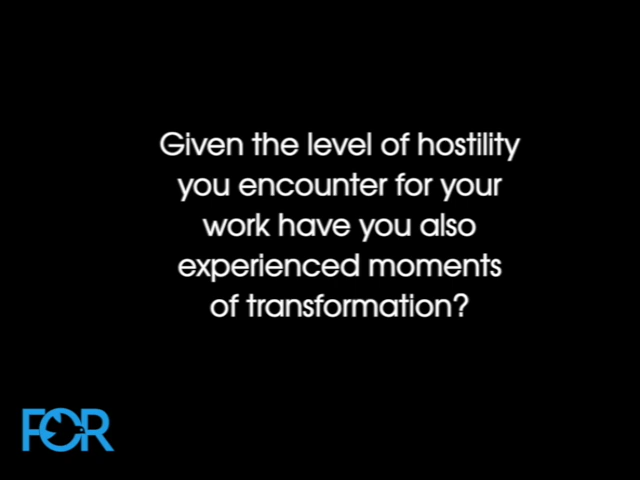 Given the level of hostility
you encounter for your
work have you also
experienced moments
of transformation?
FOR